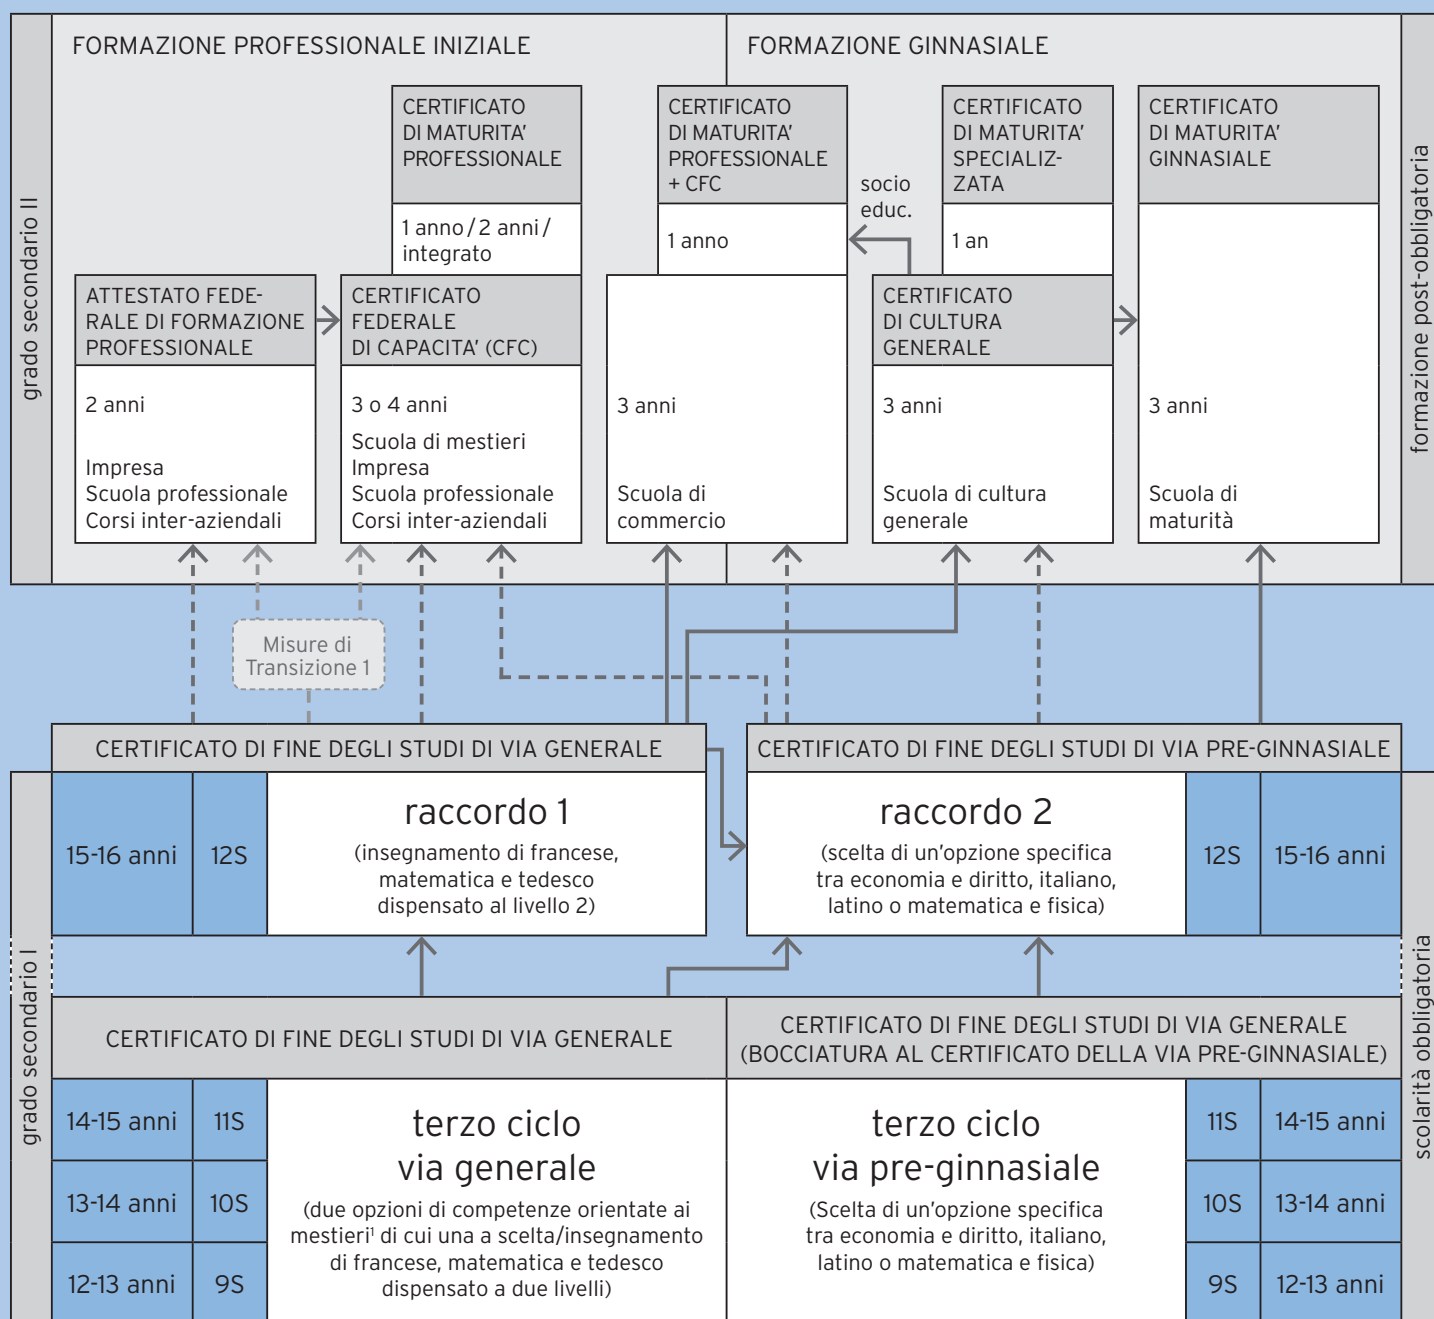 FORMAZIONE PROFESSIONALE INIZIALE
FORMAZIONE GINNASIALE
grado secondario II
formazione post-obbligatoria
CERTIFICATO
DI MATURITA'
PROFESSIONALE
1 anno / 2 anni /
integrato
CERTIFICATO
DI MATURITA'
PROFESSIONALE
+ CFC
1 anno
socio
educ.
CERTIFICATO
DI MATURITA'
SPECIALIZ-
ZATA
1 an
CERTIFICATO
DI MATURITA'
GINNASIALE
ATTESTATO FEDE-
RALE DI FORMAZIONE
PROFESSIONALE
2 anni
Impresa
Scuola professionale
Corsi inter-aziendali
CERTIFICATO
FEDERALE
DI CAPACITA' (CFC)
3 o 4 anni
Scuola di mestieri
Impresa
Scuola professionale
Corsi inter-aziendali
3 anni
Scuola di
commercio
CERTIFICATO
DI CULTURA
GENERALE
3 anni
Scuola di cultura
generale
3 anni
Scuola di
maturità
Misure di
Transizione 1
CERTIFICATO DI FINE DEGLI STUDI DI VIA GENERALE
CERTIFICATO DI FINE DEGLI STUDI DI VIA PRE-GINNASIALE
grado secondario I
scolarità obbligatoria
15-16 anni
12S
raccordo 1
(insegnamento di francese,
matematica e tedesco
dispensato al livello 2)
raccordo 2
(scelta di un'opzione specifica
tra economia e diritto, italiano,
latino o matematica e fisica)
12S
15-16 anni
CERTIFICATO DI FINE DEGLI STUDI DI VIA GENERALE
CERTIFICATO DI FINE DEGLI STUDI DI VIA GENERALE
(BOCCIATURA AL CERTIFICATO DELLA VIA PRE-GINNASIALE)
14-15 anni
11S
13-14 anni
10S
12-13 anni
9S
terzo ciclo
via generale
(due opzioni di competenze orientate ai
mestieri¹ di cui una a scelta/insegnamento
di francese, matematica e tedesco
dispensato a due livelli)
terzo ciclo
via pre-ginnasiale
(Scelta di un'opzione specifica
tra economia e diritto, italiano,
latino o matematica e fisica)
11S
14-15 anni
10S
13-14 anni
9S
12-13 anni